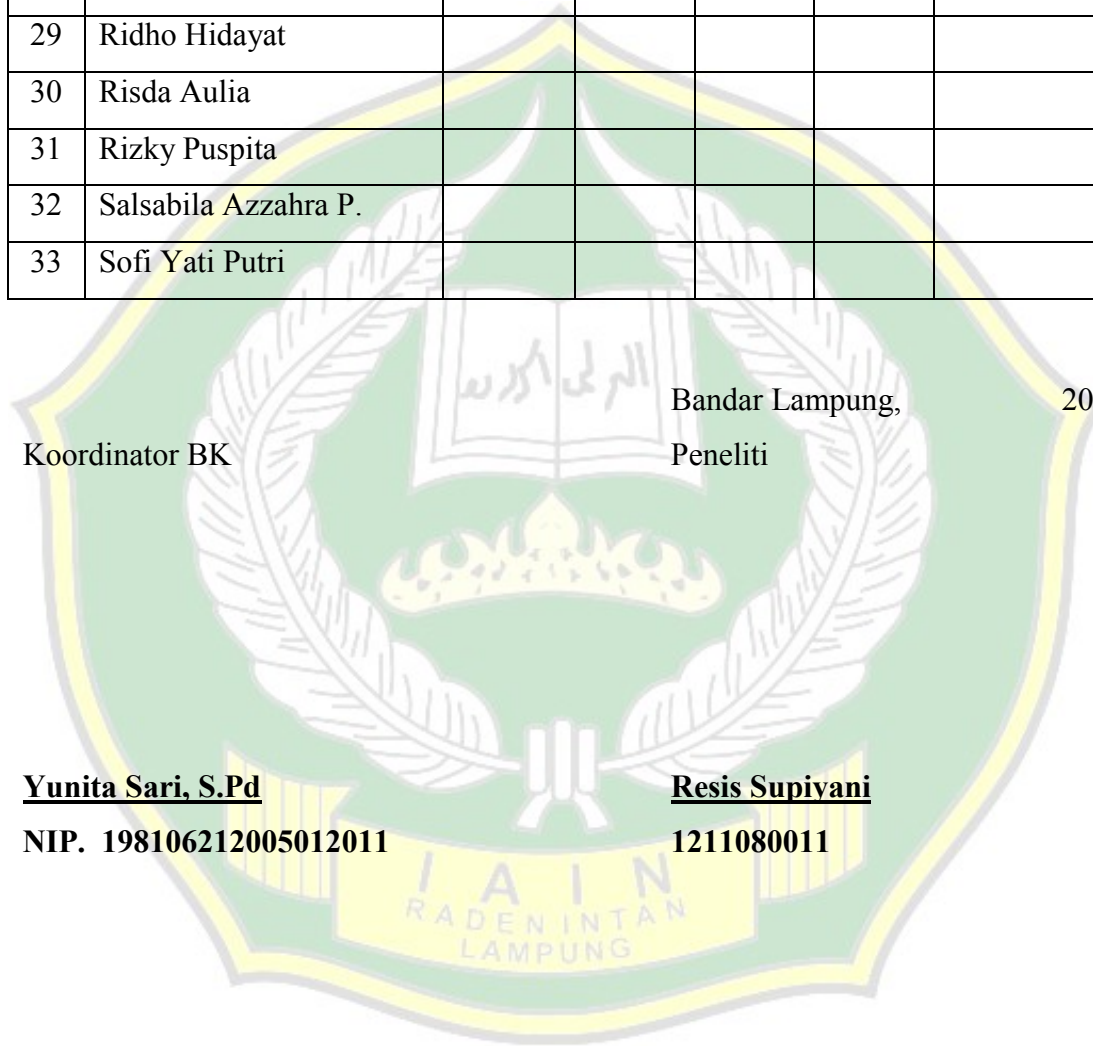 29 Ridho Hidayat
30 Risda Aulia
31 Rizky Puspita
32 Salsabila Azzahra P.
33 Sofi Yati Putri
Bandar Lampung, 20
Koordinator BK Peneliti
Yunita Sari, S.Pd Resis Supiyani
NIP. 198106212005012011 1211080011
IAIN
RADEN INTAN
LAMPUNG